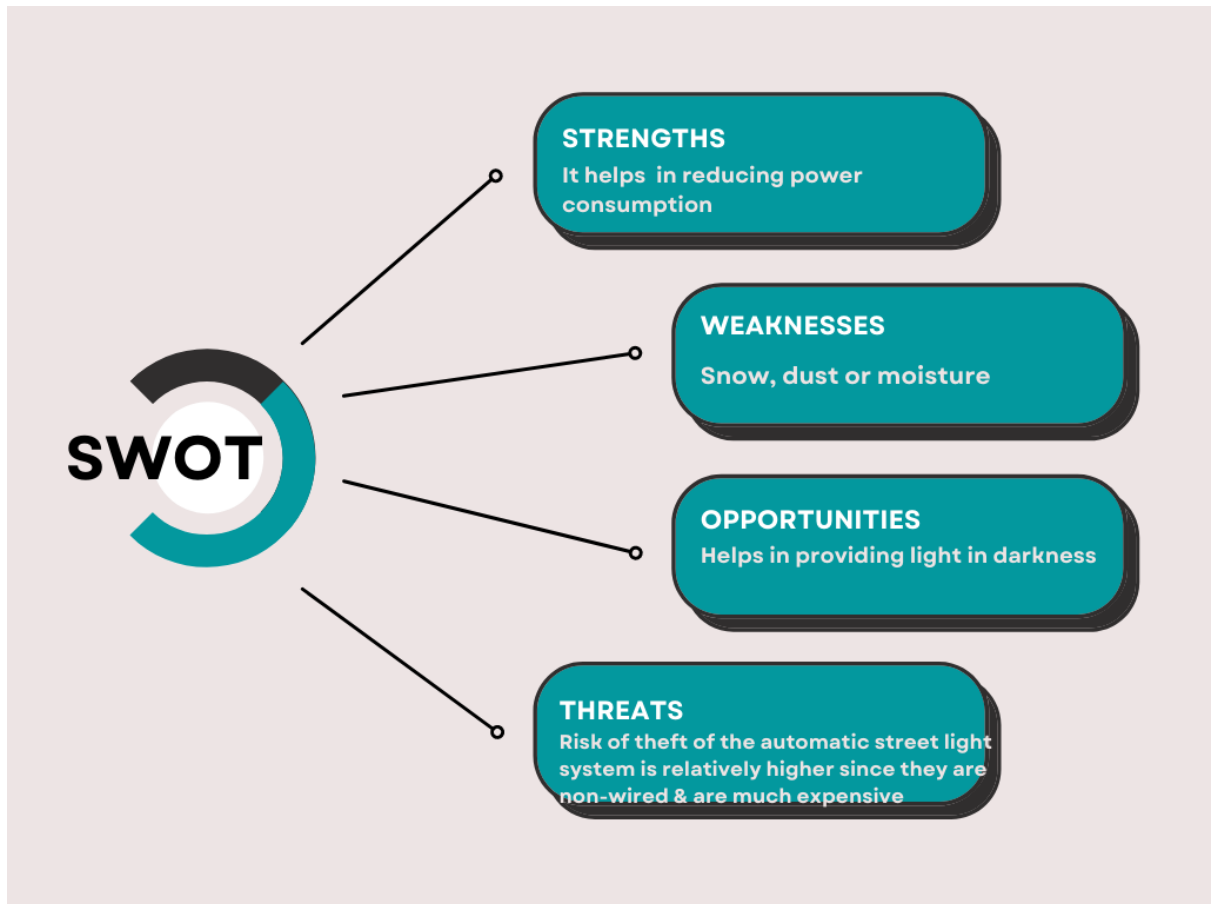 SWOT
STRENGTHS
It helps  in reducing power
consumption
WEAKNESSES
Snow, dust or moisture
OPPORTUNITIES
Helps in providing light in darkness
THREATS
Risk of theft of the automatic street light
system is relatively higher since they are
non-wired & are much expensive